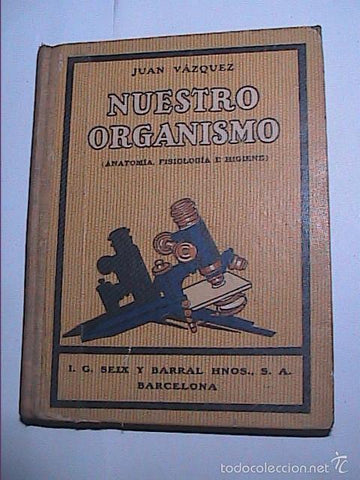 JUAN VÁZQUEZ
NUESTRO
ORGANISMO
(ANATOMÍA, FISIOLOGÍA E HIGIENE)
I. G. SEIX Y BARRAL HNOS., S. A.
BARCELONA
todocoleccion.net